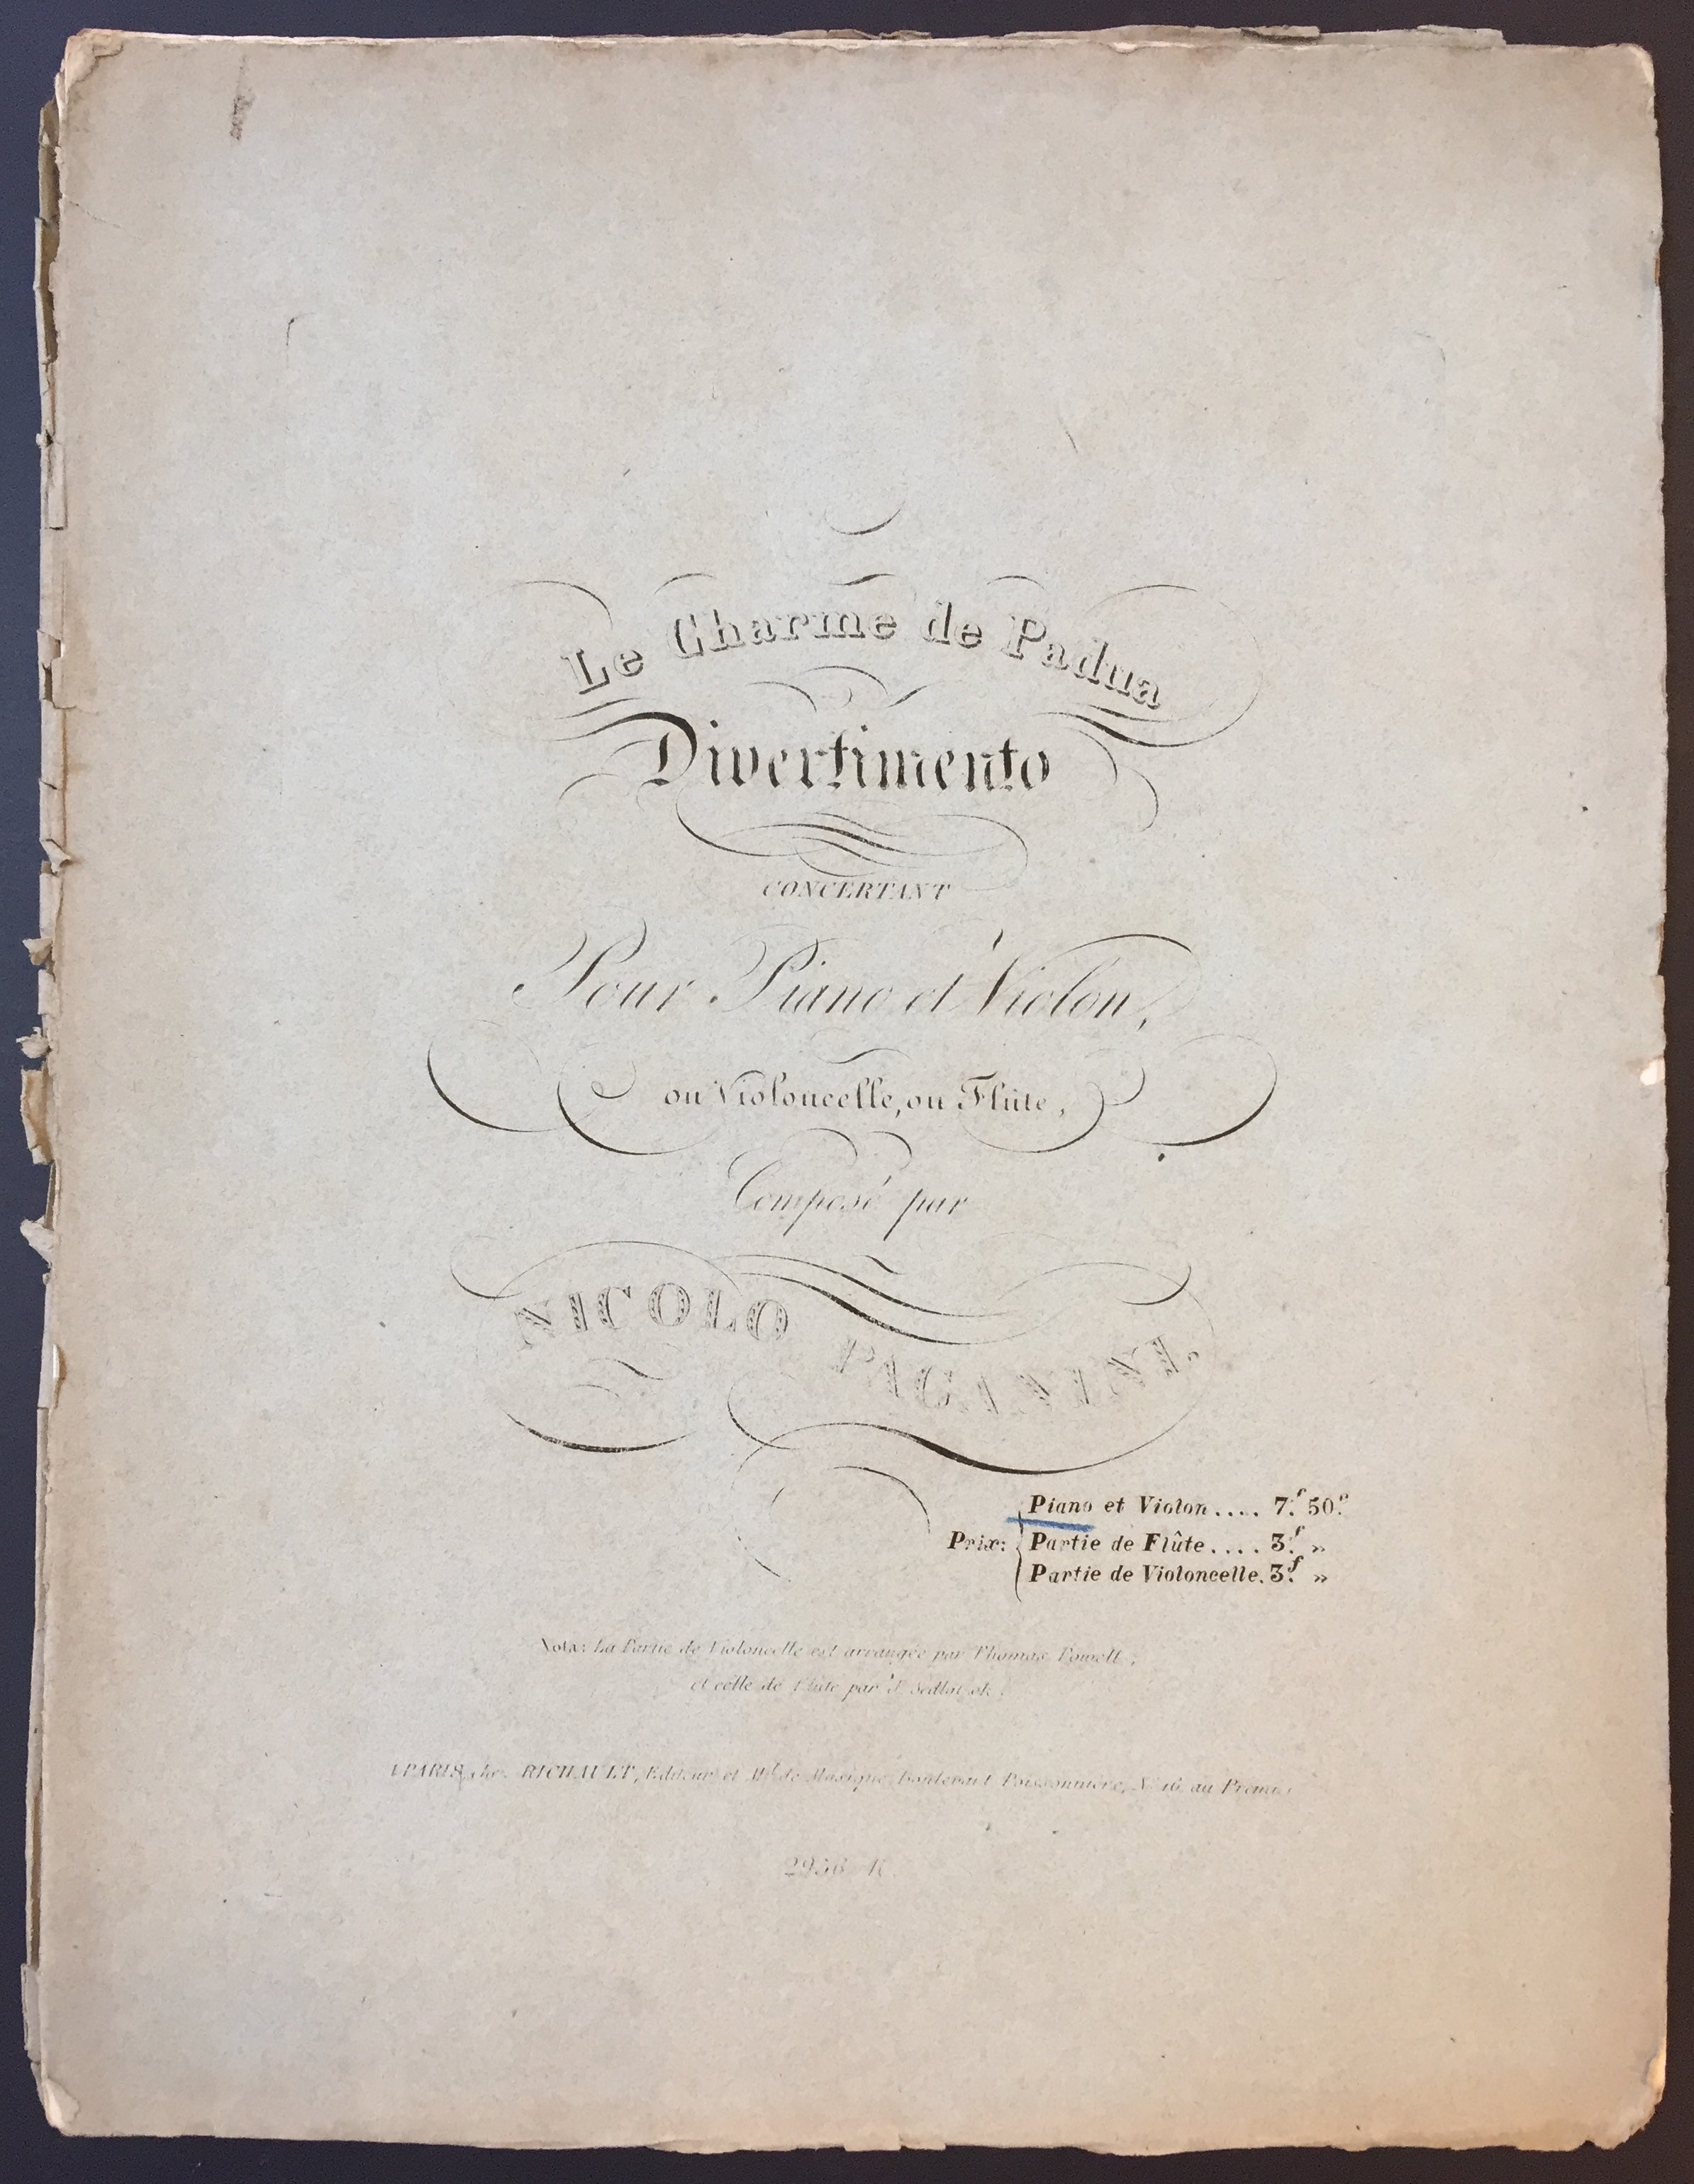 Le Charme de Padua
Divertimento
CONCERTANT
Pour Piano et Violon,
ou Violoncelle, ou Flûte,
Composé par
NICOLO PAGANINI.
Piano et Violon.... 7.f 50.c
Prix: Partie de Flûte.... 3.f "
Partie de Violoncelle. 3.f "
Nota: La Partie de Violoncelle est arrangée par Thomas Powell,
et celle de Flûte par J. Sedlatzek.
A PARIS, chez RICHAULT, Editeur et M.d de Musique, Boulevart Poissonnière, N.o 16, au Premier
2956. R.